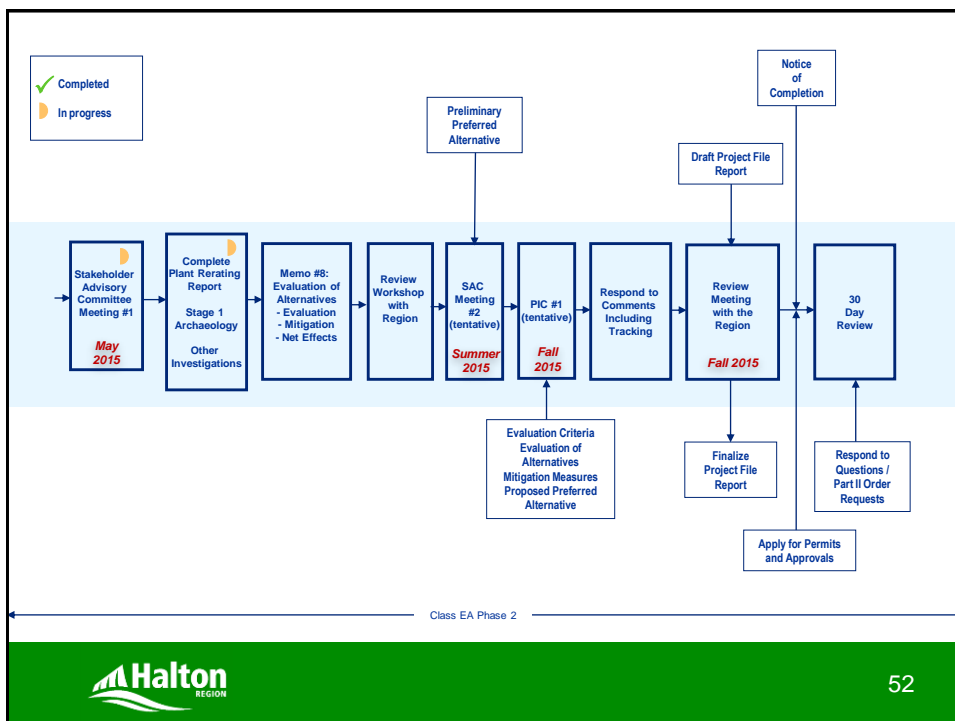 Completed
In progress
Preliminary
Preferred
Alternative
Notice
of
Completion
Draft Project File
Report
Stakeholder
Advisory
Committee
Meeting #1
May
2015
Complete
Plant Rerating
Report
Stage 1
Archaeology
Other
Investigations
Memo #8:
Evaluation of
Alternatives
- Evaluation
- Mitigation
- Net Effects
Review
Workshop
with
Region
SAC
Meeting
#2
(tentative)
Summer
2015
PIC #1
(tentative)
Fall
2015
Respond to
Comments
Including
Tracking
Review
Meeting
with the
Region
Fall 2015
30
Day
Review
Evaluation Criteria
Evaluation of
Alternatives
Mitigation Measures
Proposed Preferred
Alternative
Finalize
Project File
Report
Respond to
Questions /
Part II Order
Requests
Apply for Permits
and Approvals
Class EA Phase 2
Halton
REGION
52